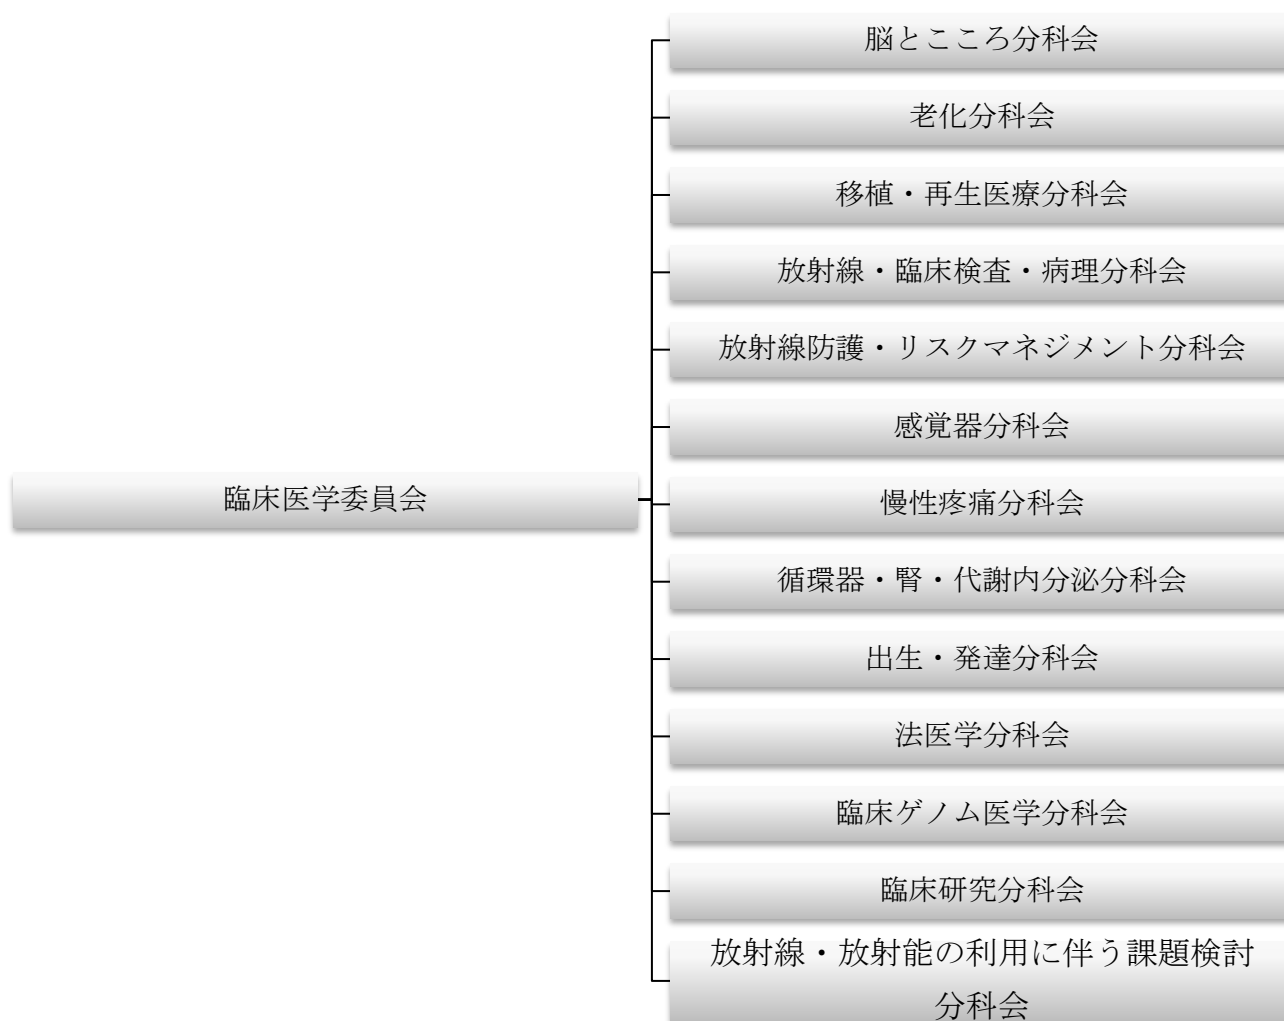 脳とこころ分科会
老化分科会
移植・再生医療分科会
放射線・臨床検査・病理分科会
放射線防護・リスクマネジメント分科会
感覚器分科会
臨床医学委員会
慢性疼痛分科会
循環器・腎・代謝内分泌分科会
出生・発達分科会
法医学分科会
臨床ゲノム医学分科会
臨床研究分科会
放射線・放射能の利用に伴う課題検討
分科会